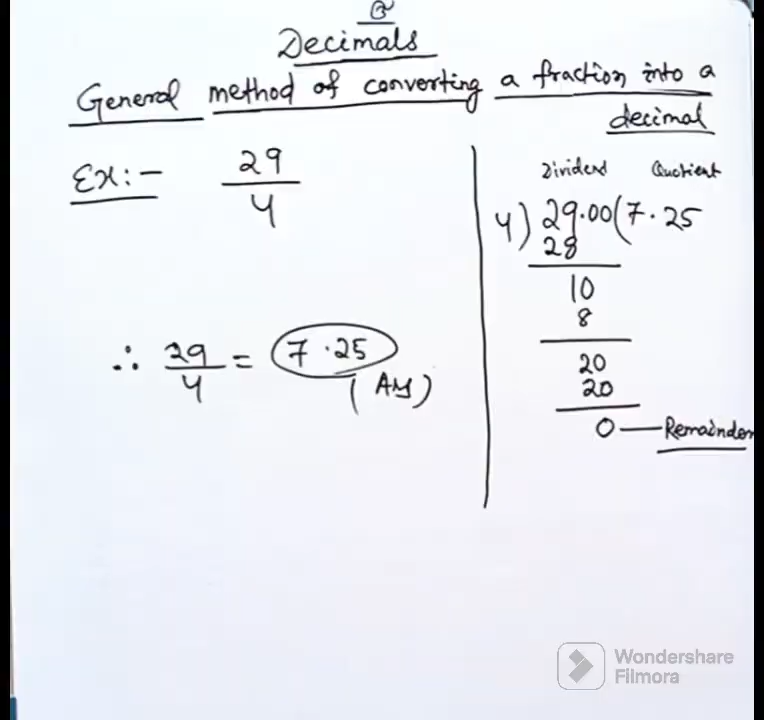 Decimals
General method of converting a fraction into a
decimal
Ex:- 29/4
∴ 29/4 = 7.25
(Ans)
Dividend Quotient
4) 29.00 (7.25
28
10
8
20
20
0 — Remainder
Wondershare
Filmora